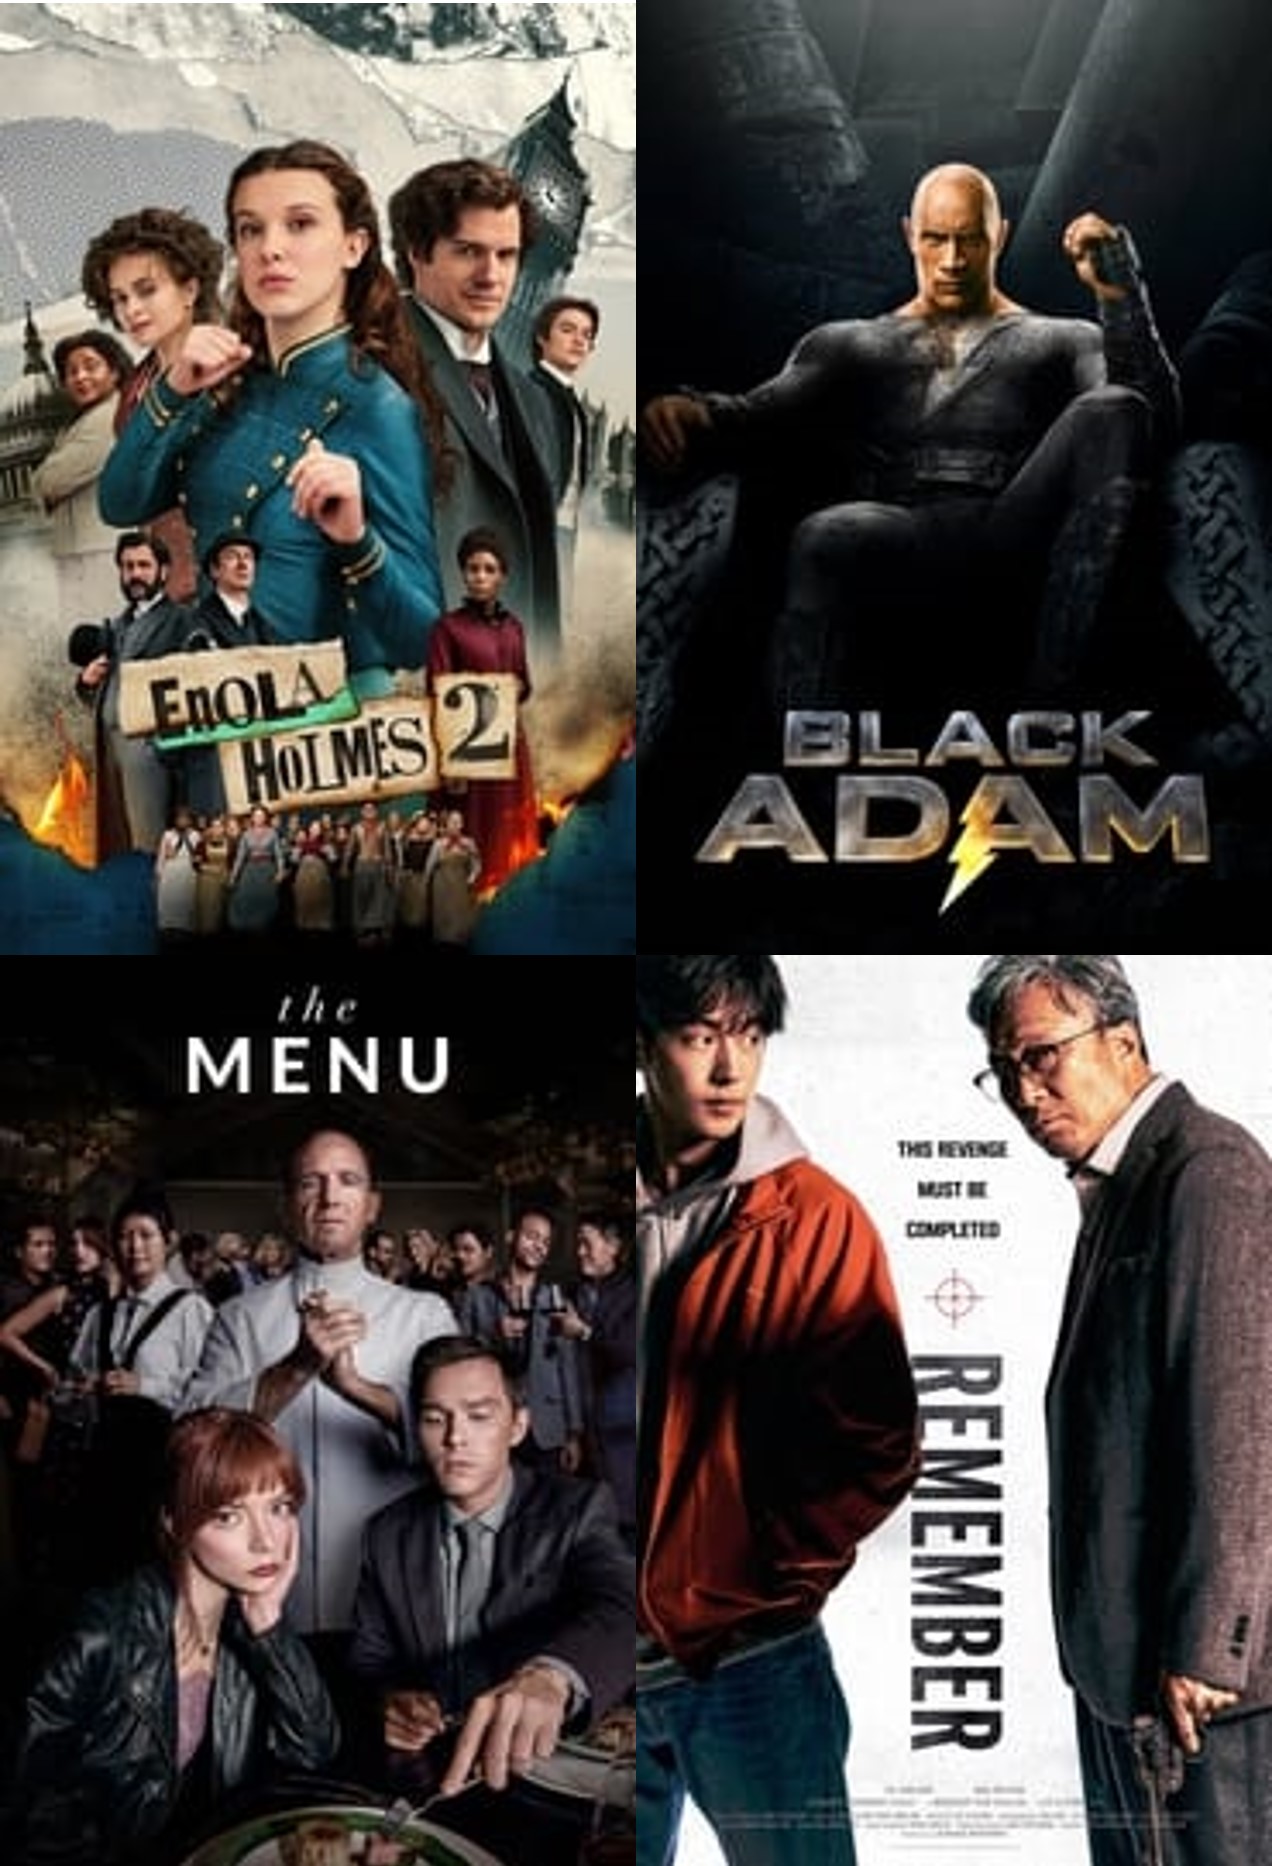 ENOLA
HOLMES 2
BLACK
ADAM
the
MENU
THIS REVENGE
MUST BE
COMPLETED
REMEMBER